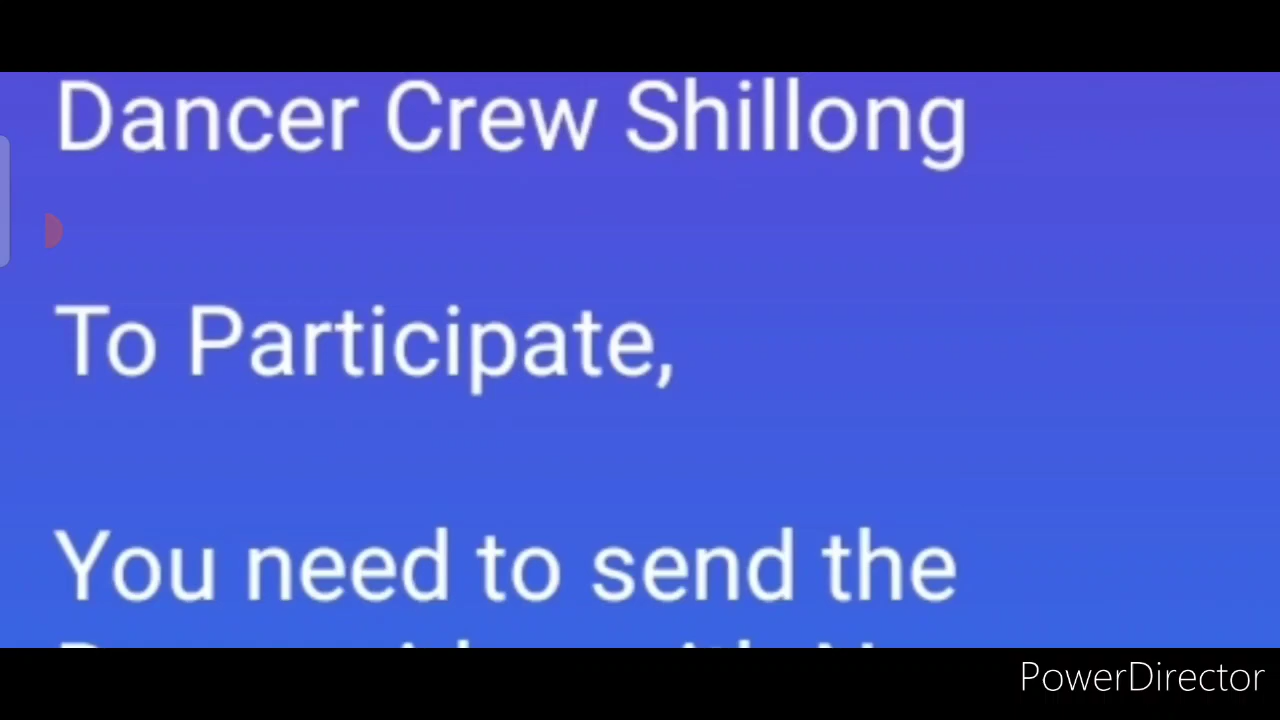 Dancer Crew Shillong
To Participate,
You need to send the
PowerDirector